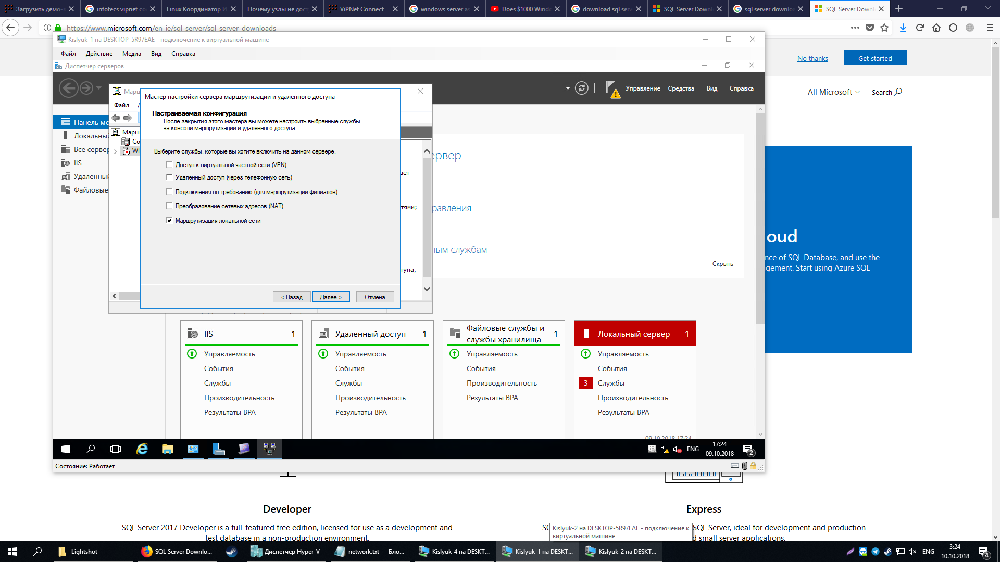 Загрузить демо-
infotecs vipnet co
Linux Координатор И
Почему узлы не дос
ViPNet Connect
windows server as
Does $1000 Wind
download sql serv
SQL Server Downl
sql server downlo
SQL Server Downl
https://www.microsoft.com/en-ie/sql-server/sql-server-downloads
Kislyuk-1 на DESKTOP-5R97EAE - подключение к виртуальной машине
Файл Действие Медиа Вид Справка
No thanks
Get started
Диспетчер серверов
Управление Средства Вид Справка
All Microsoft
Search
Марш
Файл
Мастер настройки сервера маршрутизации и удаленного доступа
Настраиваемая конфигурация
После закрытия этого мастера вы можете настроить выбранные службы
на консоли маршрутизации и удаленного доступа.
Панель мо
Локальны
Все сервер
IIS
Удаленный
Файловые
Марш
Со
WI
Выберите службы, которые вы хотите включить на данном сервере.
Доступ к виртуальной частной сети (VPN)
Удаленный доступ (через телефонную сеть)
Подключения по требованию (для маршрутизации филиалов)
Преобразование сетевых адресов (NAT)
Маршрутизация локальной сети
< Назад
Далее >
Отмена
ает
тями;
тупа,
ервер
равления
ным службам
Скрыть
loud
nce of SQL Database, and use the
gement. Start using Azure SQL
IIS 1
Управляемость
События
Службы
Производительность
Результаты BPA
Удаленный доступ 1
Управляемость
События
Службы
Производительность
Результаты BPA
Файловые службы и
службы хранилища 1
Управляемость
События
Производительность
Результаты BPA
Локальный сервер 1
Управляемость
События
3 Службы
Производительность
Результаты BPA
09.10.2018 17:24
ENG
17:24
09.10.2018
2
Состояние: Работает
Developer
SQL Server 2017 Developer is a full-featured free edition, licensed for use as a development and
test database in a non-production environment.
Express
SQL Server, ideal for development and production
d small server applications.
Kislyuk-2 на DESKTOP-5R97EAE - подключение к
виртуальной машине
Lightshot
SQL Server Downlo...
Диспетчер Hyper-V
network.txt — Бло...
Kislyuk-4 на DESKT...
Kislyuk-1 на DESKT...
Kislyuk-2 на DESKT...
ENG
3:24
10.10.2018
4